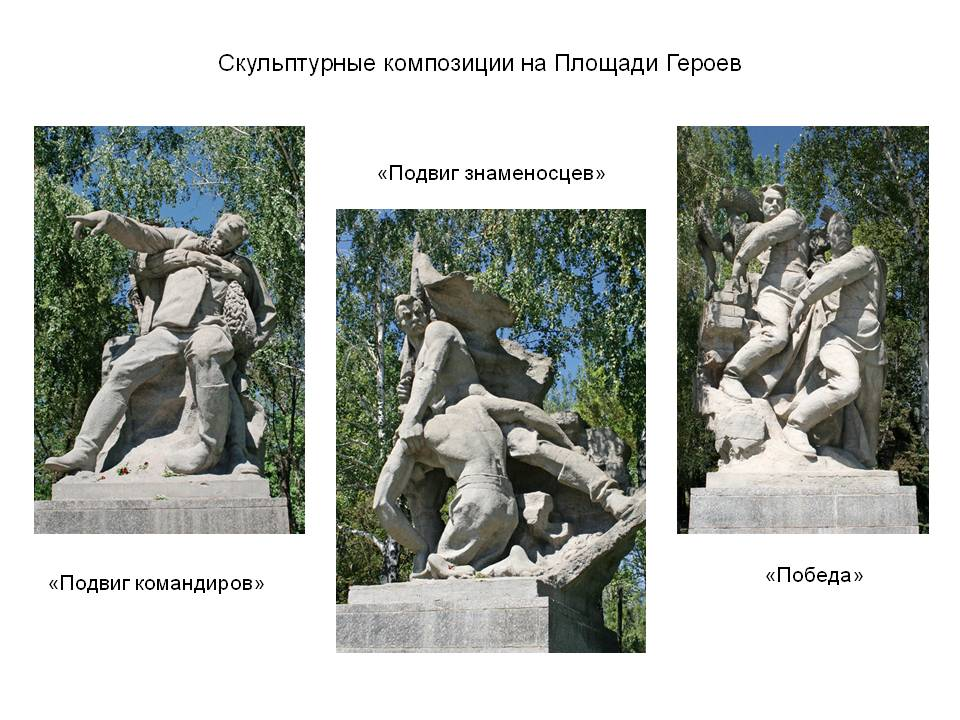 Скульптурные композиции на Площади Героев
«Подвиг знаменосцев»
«Подвиг командиров»
«Победа»